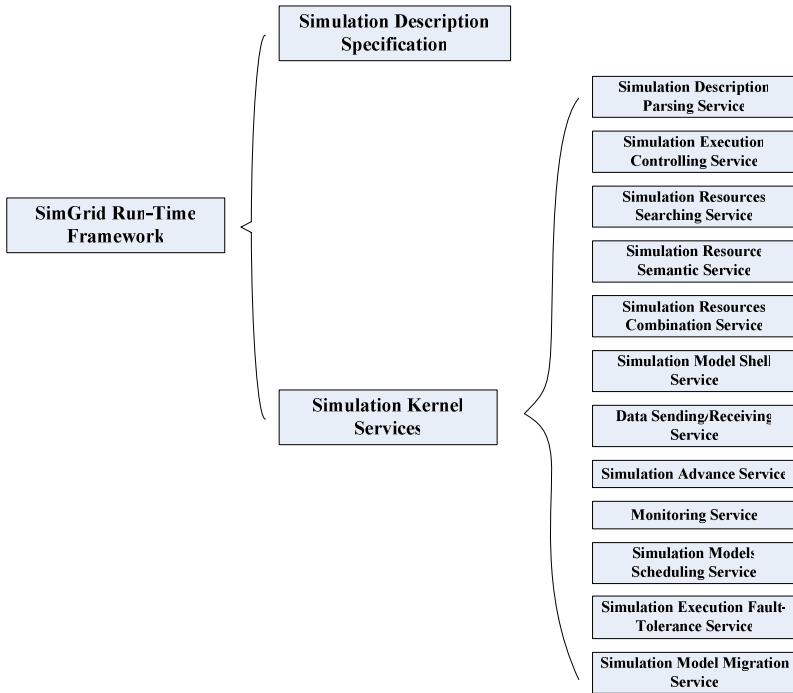 Simulation Description
Specification
SimGrid Run-Time
Framework
Simulation Kernel
Services
Simulation Description
Parsing Service
Simulation Execution
Controlling Service
Simulation Resources
Searching Service
Simulation Resource
Semantic Service
Simulation Resources
Combination Service
Simulation Model Shell
Service
Data Sending/Receiving
Service
Simulation Advance Service
Monitoring Service
Simulation Models
Scheduling Service
Simulation Execution Fault-
Tolerance Service
Simulation Model Migration
Service